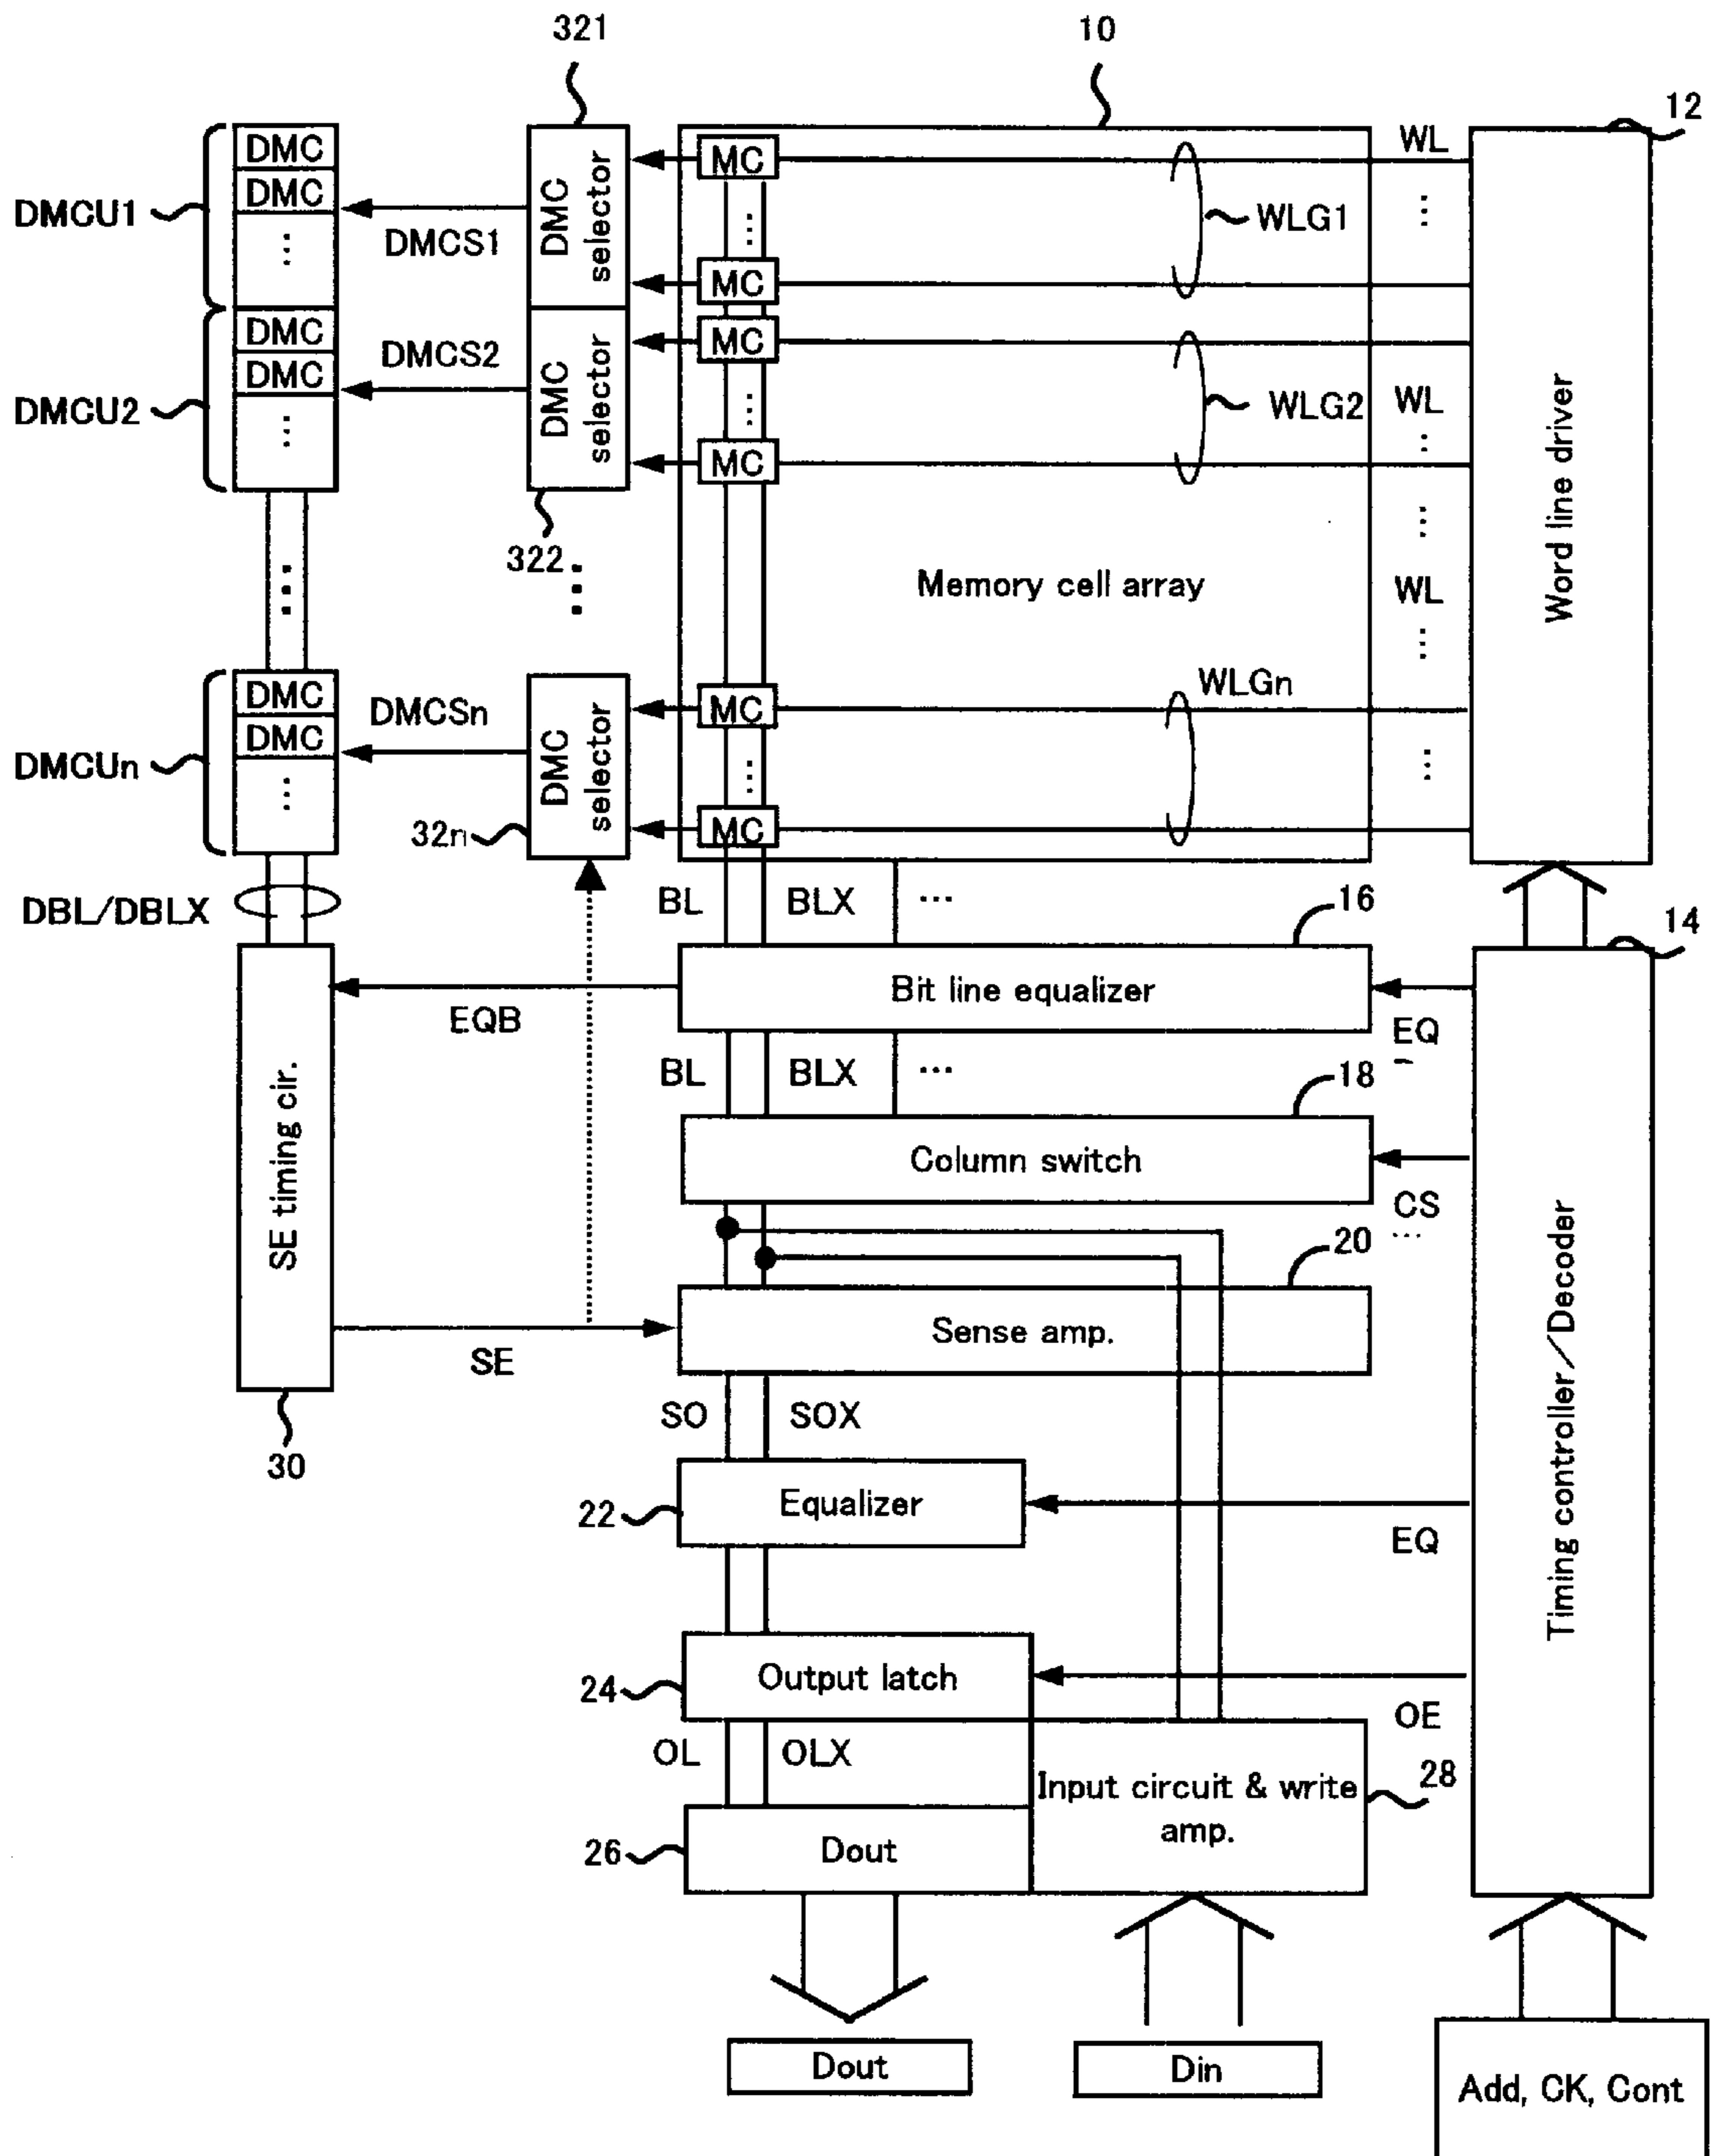 321
10
12
DMC
DMC
...
DMCU1
DMCS1
DMC selector
MC
...
MC
WLG1
WL
...
DMC
DMC
...
DMCU2
DMCS2
DMC selector
322
MC
...
MC
WLG2
WL
...
...
WL
...
Word line driver
Memory cell array
...
...
DMC
DMC
...
DMCUn
DMCSn
DMC selector
32n
MC
...
MC
WLGn
...
DBL/DBLX
BL
BLX
...
16
14
Bit line equalizer
EQB
EQ
BL
BLX
...
18
SE timing cir.
Column switch
CS
...
20
Sense amp.
SE
SO
SOX
30
22
Equalizer
EQ
Timing controller/Decoder
24
Output latch
OE
OL
OLX
Input circuit & write
amp.
28
26
Dout
Dout
Din
Add, CK, Cont